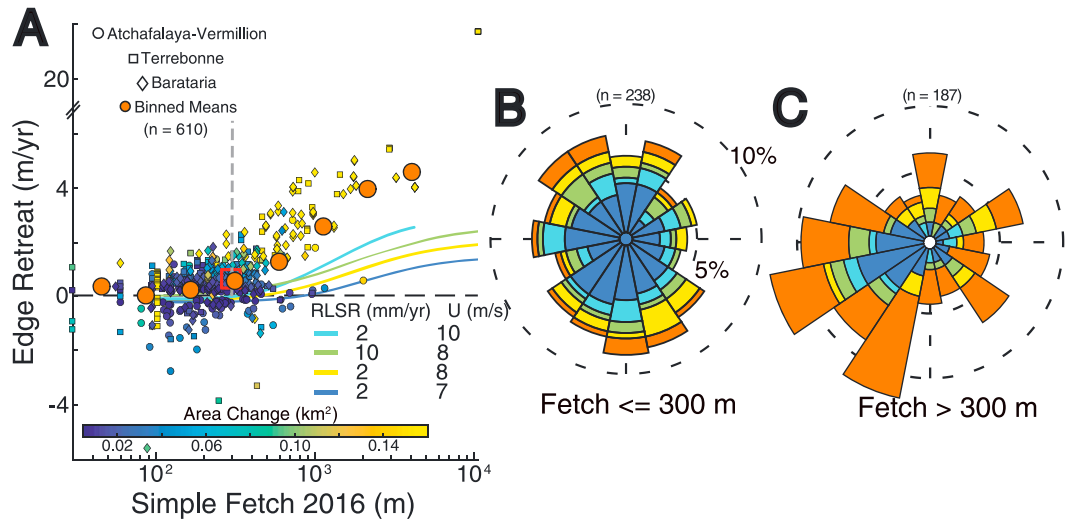 A
Atchafalaya-Vermillion
Terrebonne
Barataria
Binned Means
(n = 610)
20
4
0
-4
Edge Retreat (m/yr)
RLSR (mm/yr) U (m/s)
2 10
10 8
2 8
2 7
Area Change (km²)
0.02 0.06 0.10 0.14
10² 10³ 10⁴
Simple Fetch 2016 (m)
B
(n = 238)
10%
5%
Fetch <= 300 m
C
(n = 187)
Fetch > 300 m